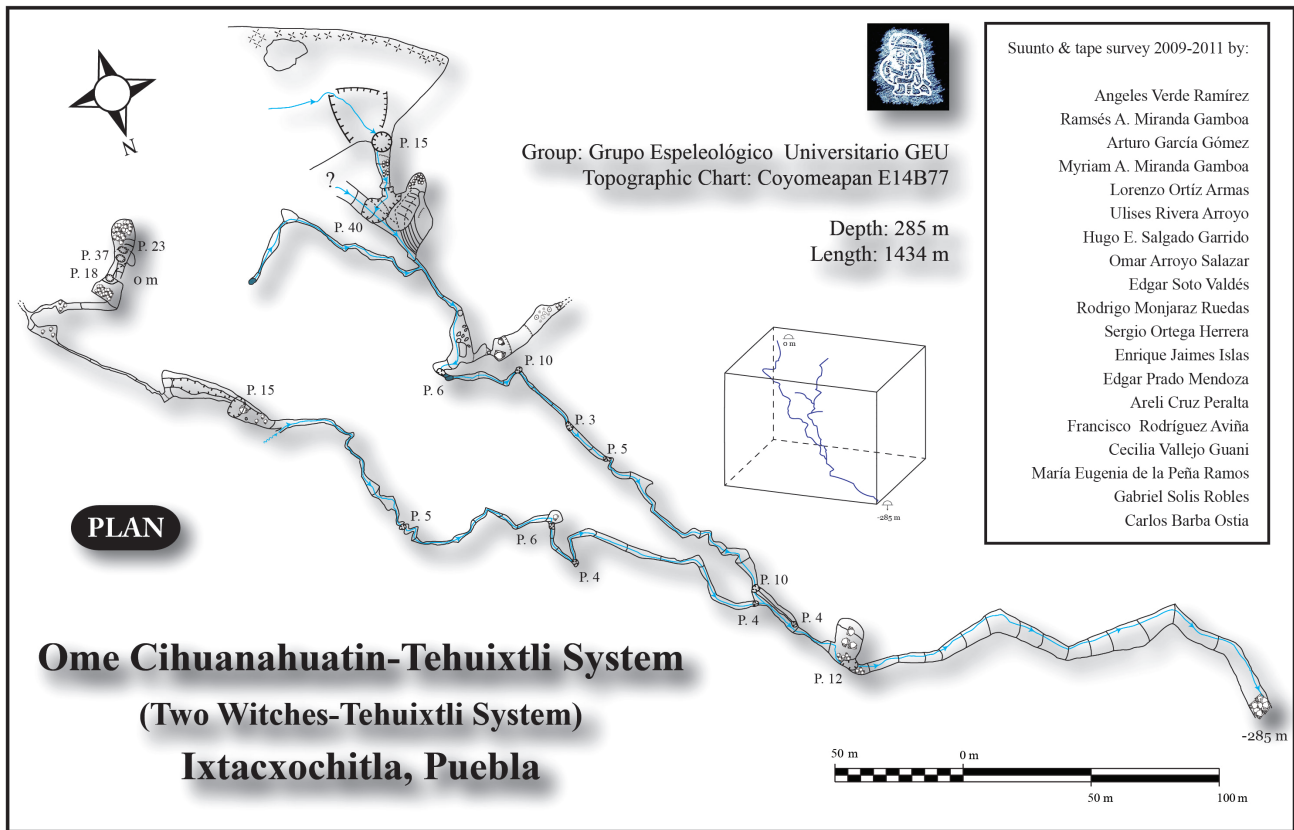 Suunto & tape survey 2009-2011 by:
Angeles Verde Ramírez
Ramsés A. Miranda Gamboa
Arturo García Gómez
Myriam A. Miranda Gamboa
Lorenzo Ortíz Armas
Ulises Rivera Arroyo
Hugo E. Salgado Garrido
Omar Arroyo Salazar
Edgar Soto Valdés
Rodrigo Monjaraz Ruedas
Sergio Ortega Herrera
Enrique Jaimes Islas
Edgar Prado Mendoza
Areli Cruz Peralta
Francisco Rodríguez Aviña
Cecilia Vallejo Guani
María Eugenia de la Peña Ramos
Gabriel Solis Robles
Carlos Barba Ostia
Group: Grupo Espeleológico Universitario GEU
Topographic Chart: Coyomeapan E14B77
Depth: 285 m
Length: 1434 m
N
P. 15
?
P. 40
P. 23
P. 37
P. 18
0 m
P. 6
P. 10
P. 3
P. 5
P. 15
P. 5
P. 6
P. 4
P. 10
P. 4
P. 4
P. 12
-285 m
0 m
-285 m
PLAN
Ome Cihuanahuatin-Tehuixtli System
(Two Witches-Tehuixtli System)
Ixtacxochitla, Puebla
50 m
0 m
50 m
100 m